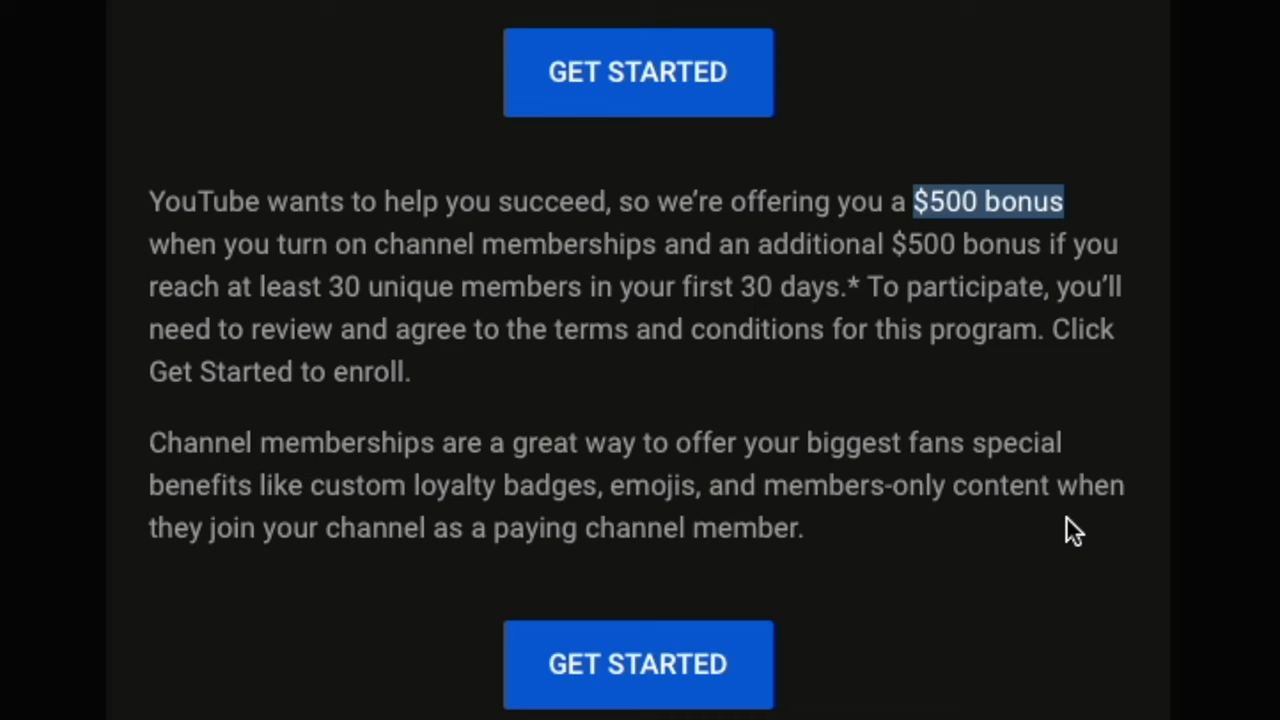 GET STARTED
YouTube wants to help you succeed, so we’re offering you a $500 bonus
when you turn on channel memberships and an additional $500 bonus if you
reach at least 30 unique members in your first 30 days.* To participate, you’ll
need to review and agree to the terms and conditions for this program. Click
Get Started to enroll.
Channel memberships are a great way to offer your biggest fans special
benefits like custom loyalty badges, emojis, and members-only content when
they join your channel as a paying channel member.
GET STARTED